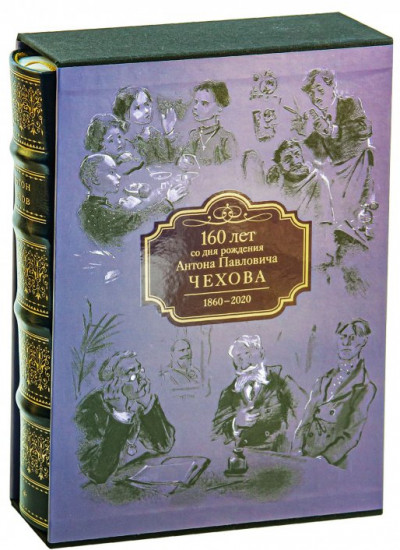 160 лет
со дня рождения
Антона Павловича
ЧЕХОВА
1860–2020